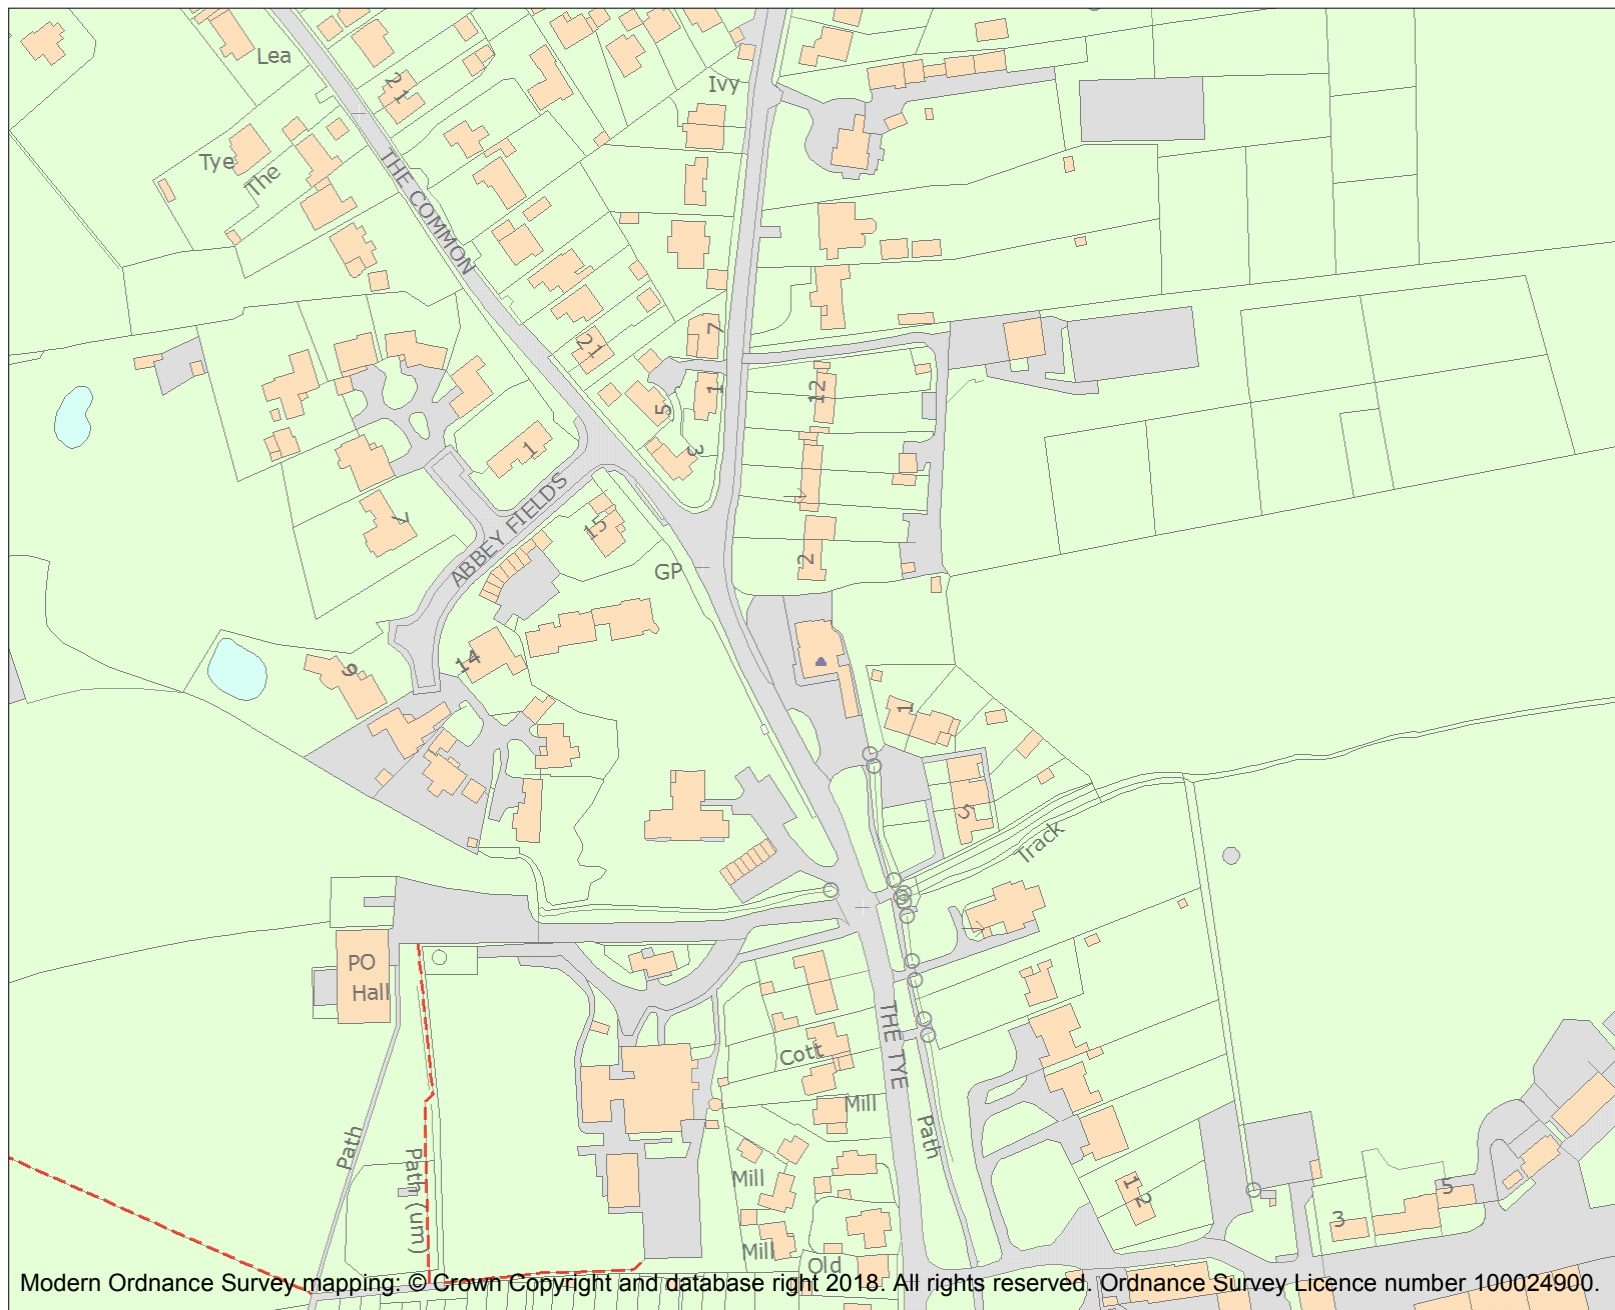 Lea
21
Ivy
Tye
The
THE COMMON
21
7
1
5
3
12
1
7
2
15
ABBEY FIELDS
GP
9
14
1
5
Track
PO
Hall
THE TYE
Cott
Mill
Path
Path
Path (um)
Mill
Mill
Old
12
3
5
Modern Ordnance Survey mapping: © Crown Copyright and database right 2018. All rights reserved. Ordnance Survey Licence number 100024900.